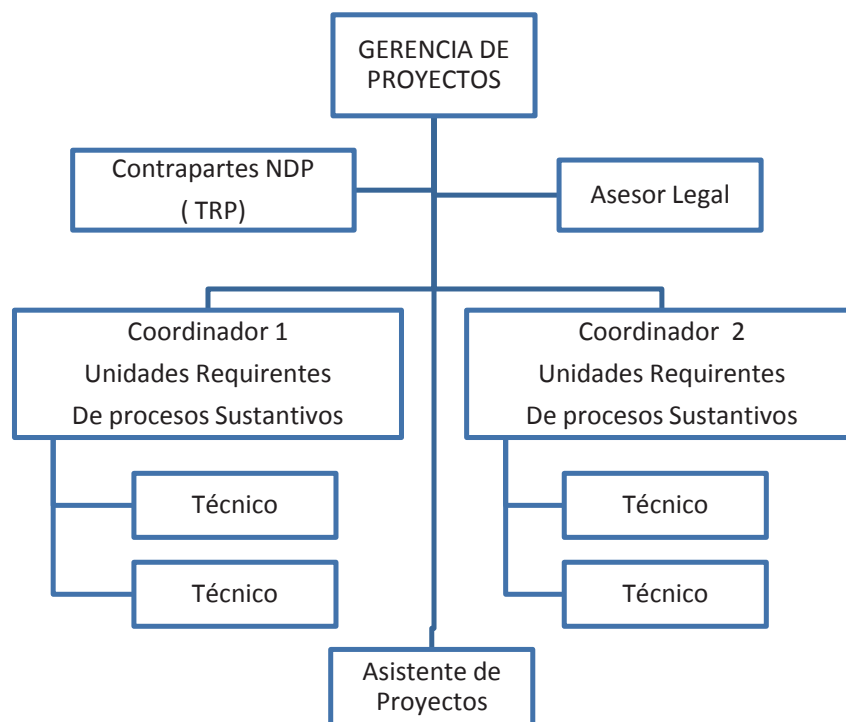 GERENCIA DE
PROYECTOS
Contrapartes NDP
( TRP)
Asesor Legal
Coordinador 1
Unidades Requirentes
De procesos Sustantivos
Coordinador 2
Unidades Requirentes
De procesos Sustantivos
Técnico
Técnico
Técnico
Técnico
Asistente de
Proyectos